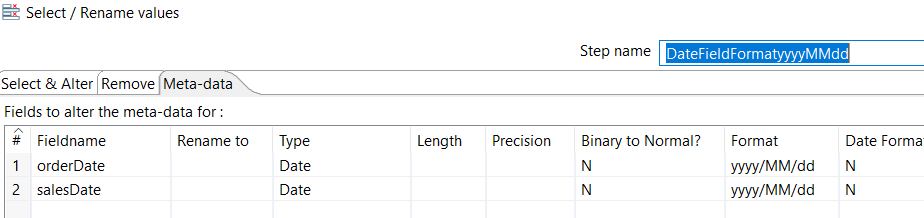 Select / Rename values
Step name DateFieldFormatyyyyMMdd
Select & Alter Remove Meta-data
Fields to alter the meta-data for :
# Fieldname Rename to Type Length Precision Binary to Normal? Format Date Forma
1 orderDate Date N yyyy/MM/dd N
2 salesDate Date N yyyy/MM/dd N